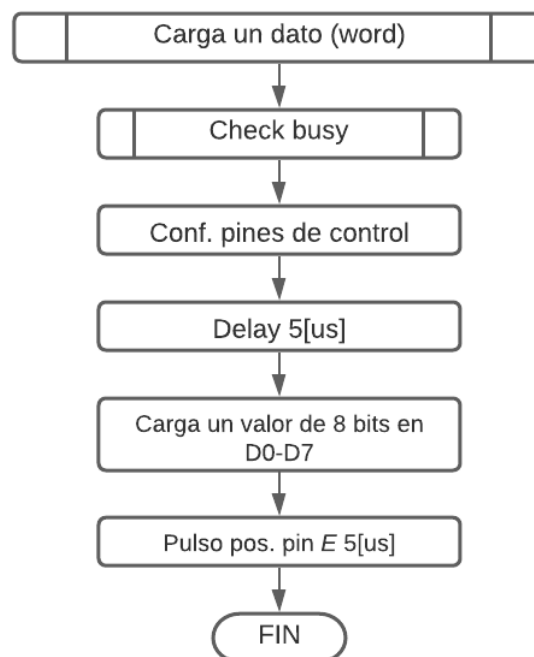 Carga un dato (word)
Check busy
Conf. pines de control
Delay 5[us]
Carga un valor de 8 bits en
D0-D7
Pulso pos. pin E 5[us]
FIN